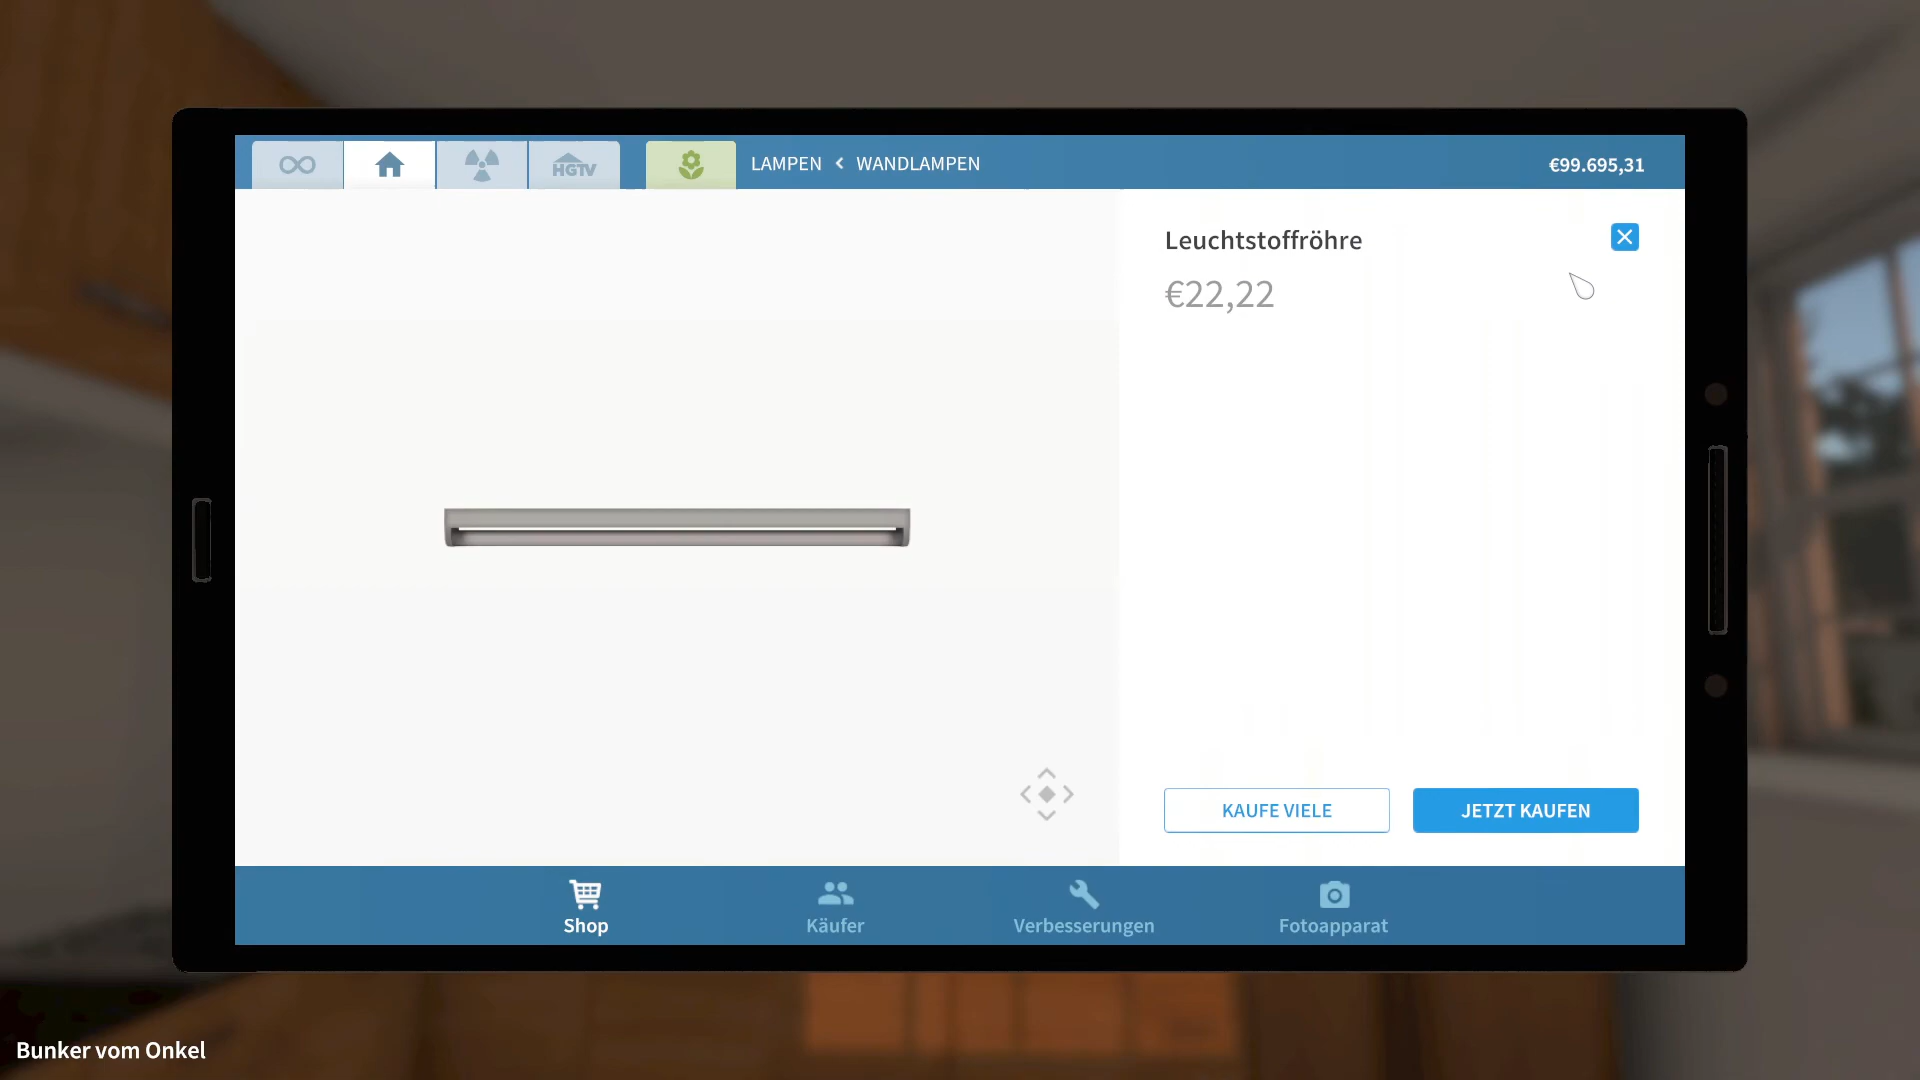 HGTV
LAMPEN < WANDLAMPEN
€99.695,31
Leuchtstoffröhre
€22,22
KAUFE VIELE
JETZT KAUFEN
Shop
Käufer
Verbesserungen
Fotoapparat
Bunker vom Onkel